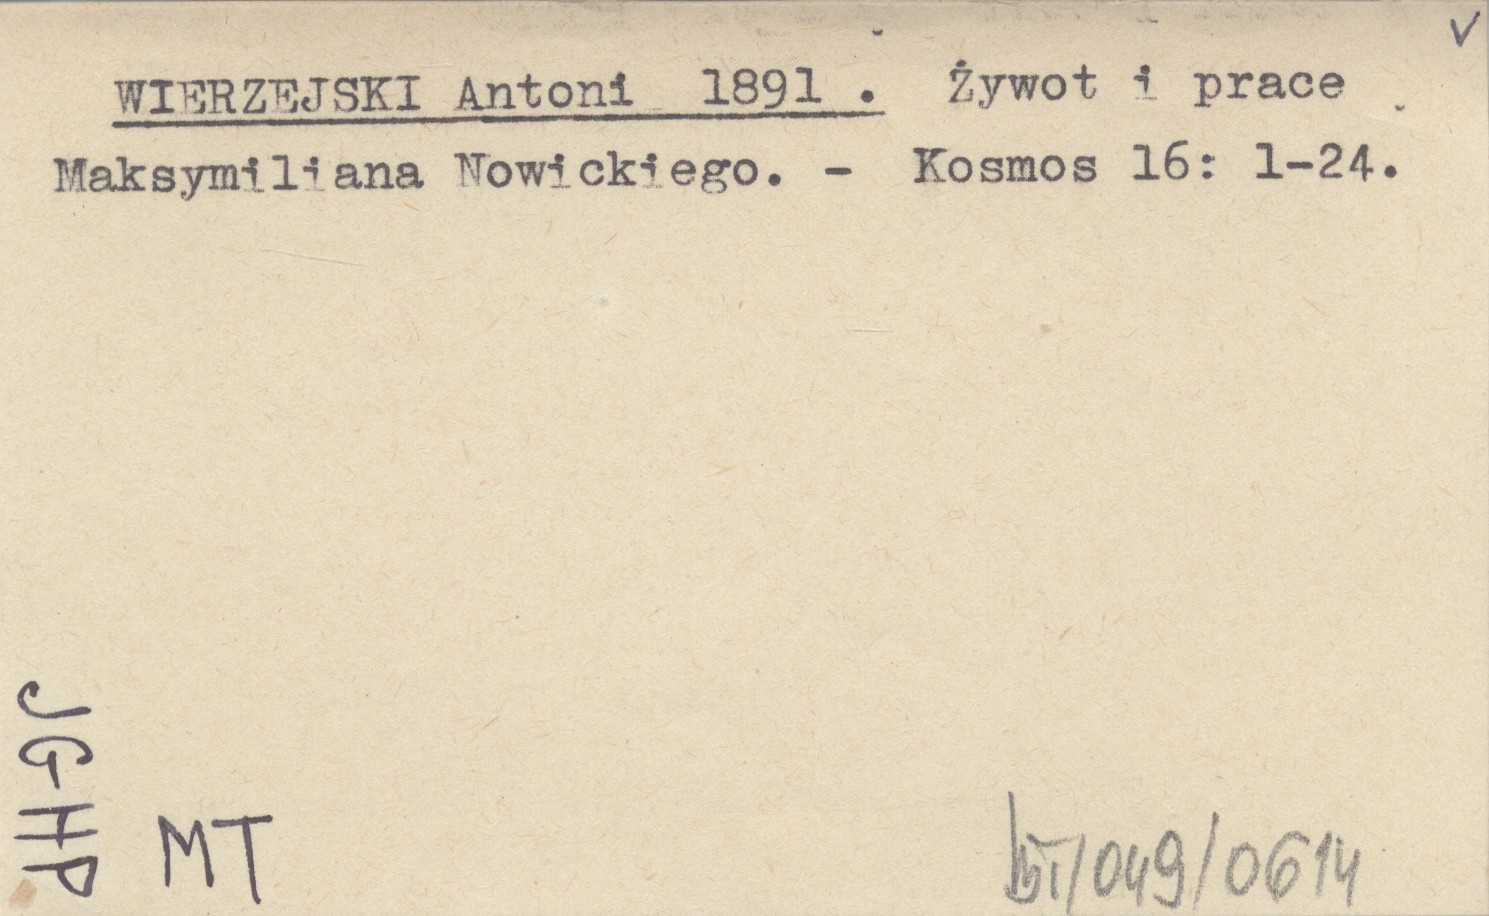 WIERZEJSKI Antoni 1891 . Żywot i prace
Maksymiliana Nowickiego. - Kosmos 16: 1-24.
JGHP
MT
/049/0614